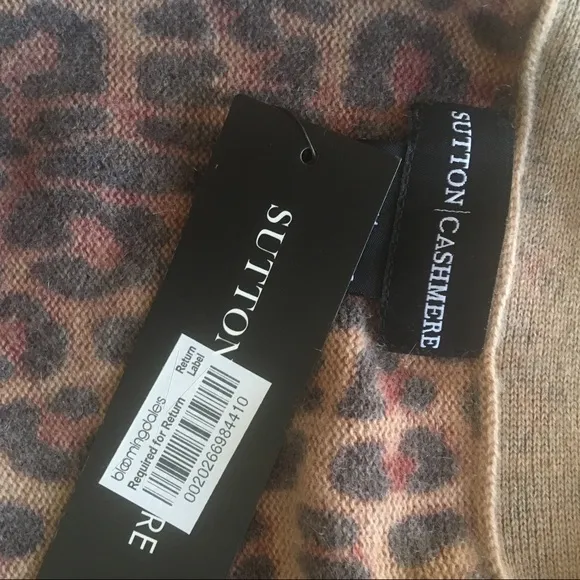 SUTTON | CASHMERE
SUTTON
RE
bloomingdales
Required for Return
Return
Label
0020266984410